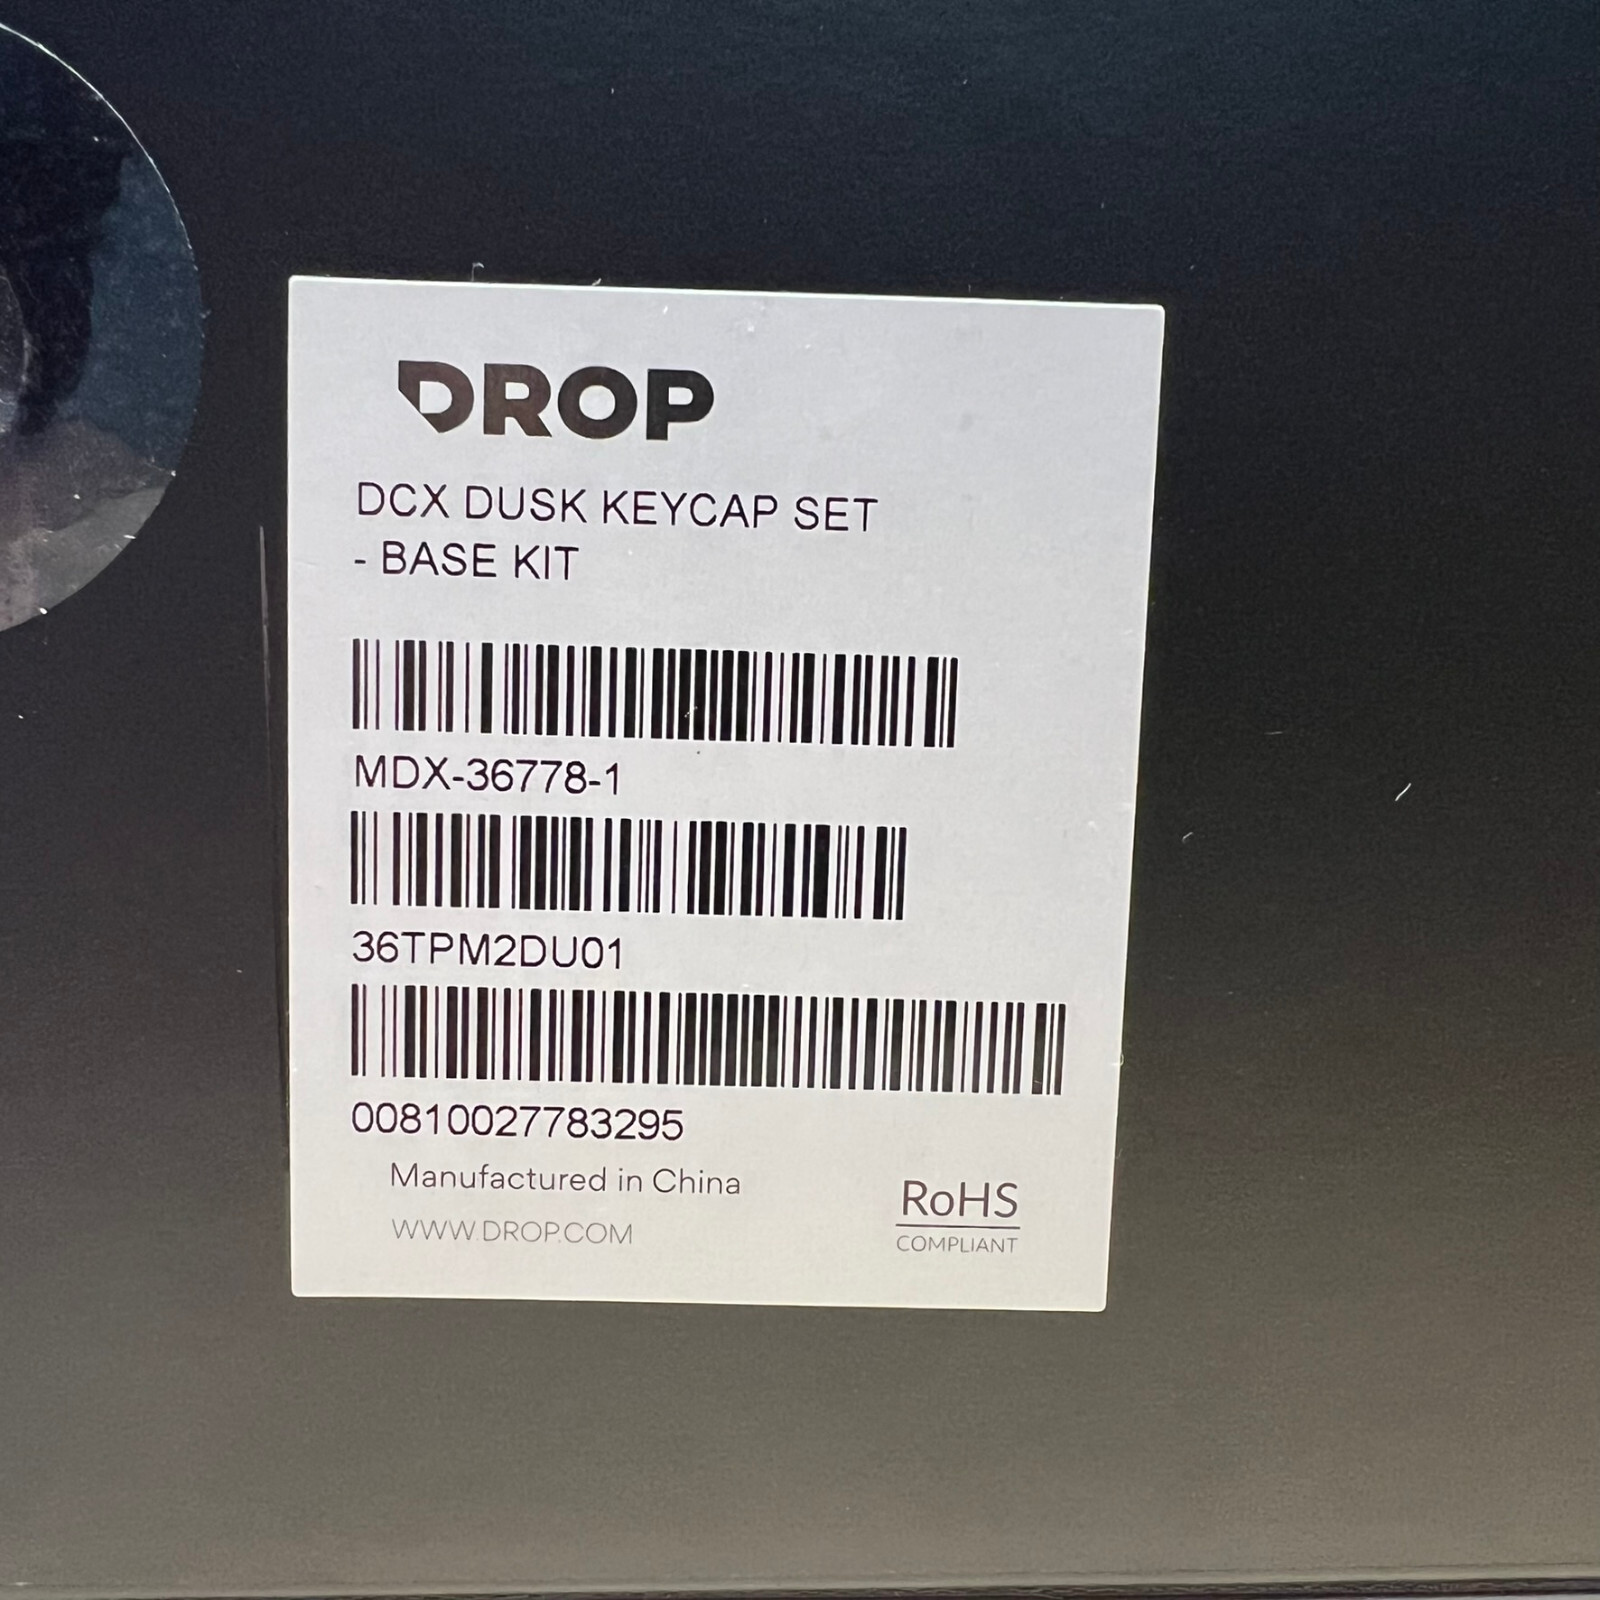 DROP
DCX DUSK KEYCAP SET
- BASE KIT
MDX-36778-1
36TPM2DU01
00810027783295
Manufactured in China
WWW.DROP.COM
RoHS
COMPLIANT